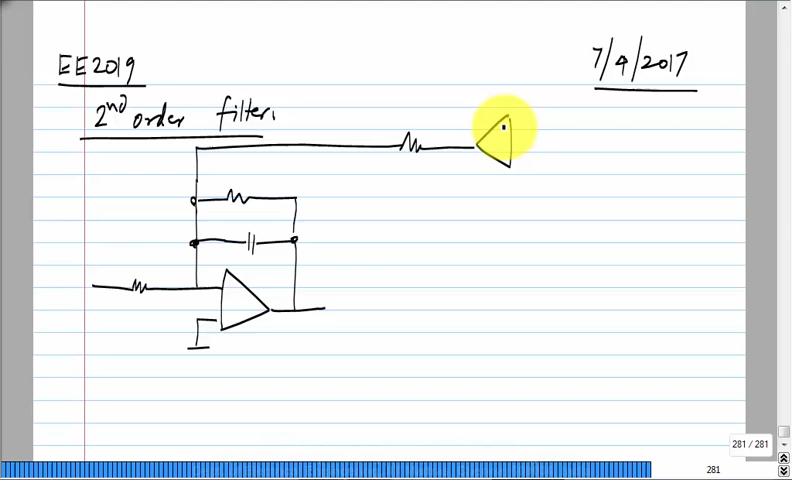 EE2019
7/4/2017
2nd order filter.
281 / 281
281